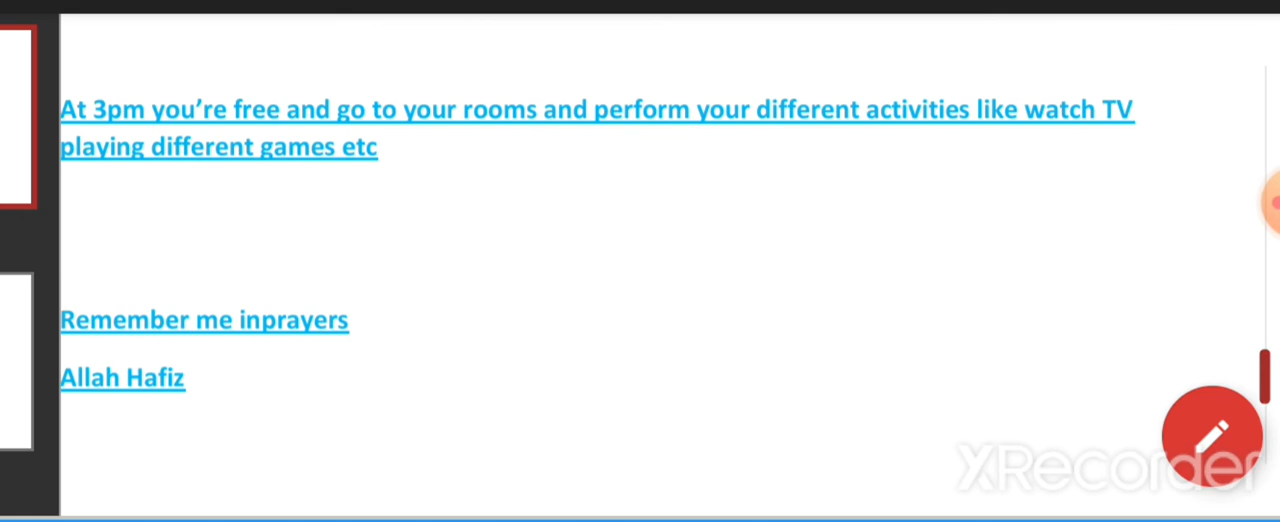 At 3pm you’re free and go to your rooms and perform your different activities like watch TV
playing different games etc
Remember me inprayers
Allah Hafiz
XRecorder